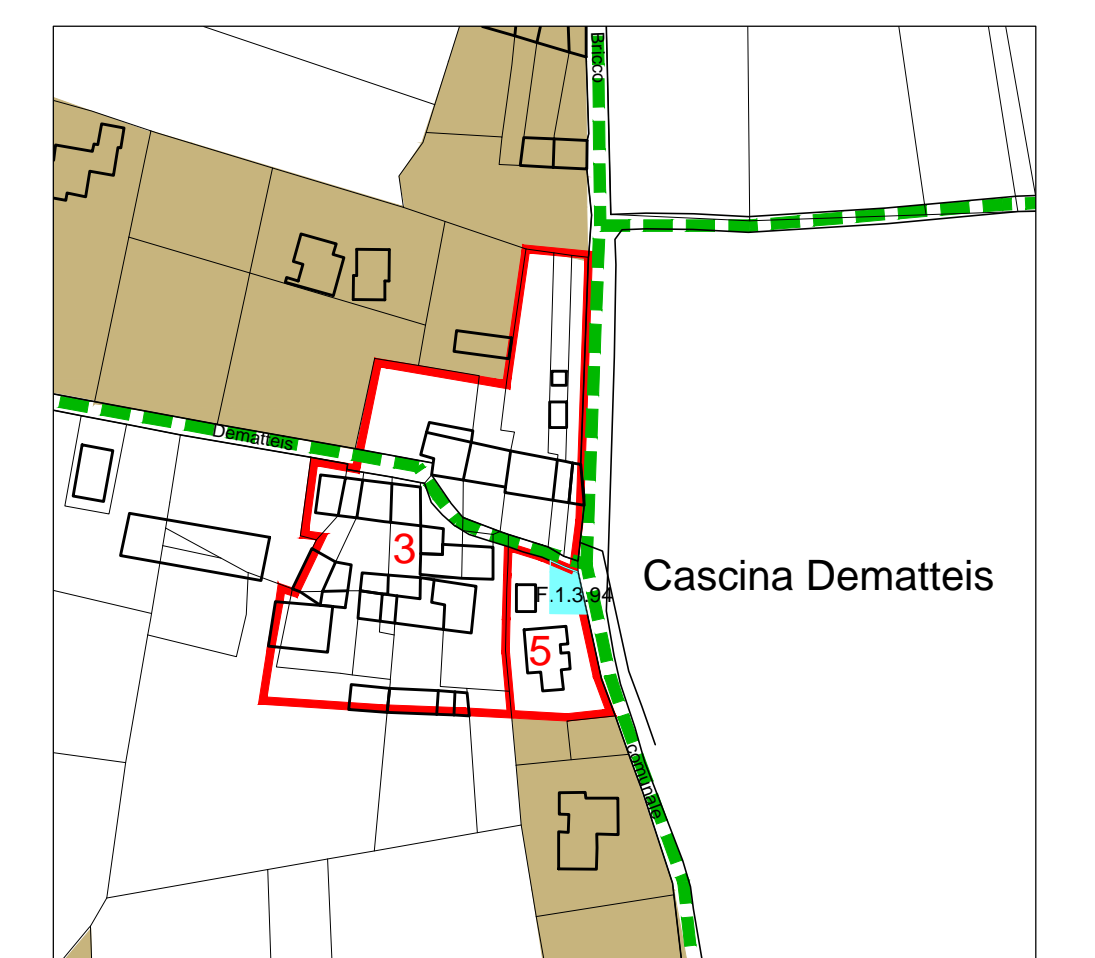 Bricco
Dematteis
3
Cascina Dematteis
F.1.3.94
5
comunale